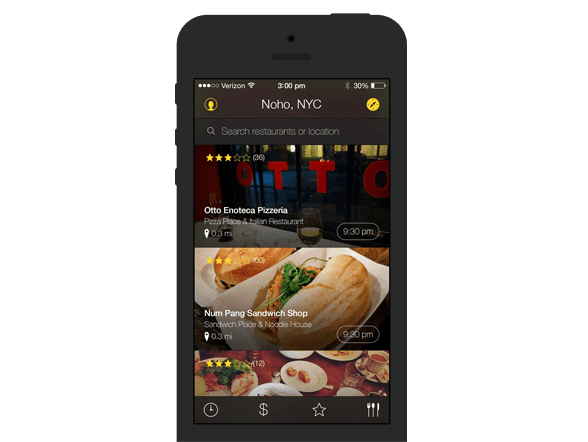 Verizon 3:00 pm 30%
Noho, NYC
Search restaurants or location
OTTO
(36)
Otto Enoteca Pizzeria
Pizza Place & Italian Restaurant
0.3 mi 9:30 pm
(60)
Num Pang Sandwich Shop
Sandwich Place & Noodle House
0.3 mi 9:30 pm
(12)
$